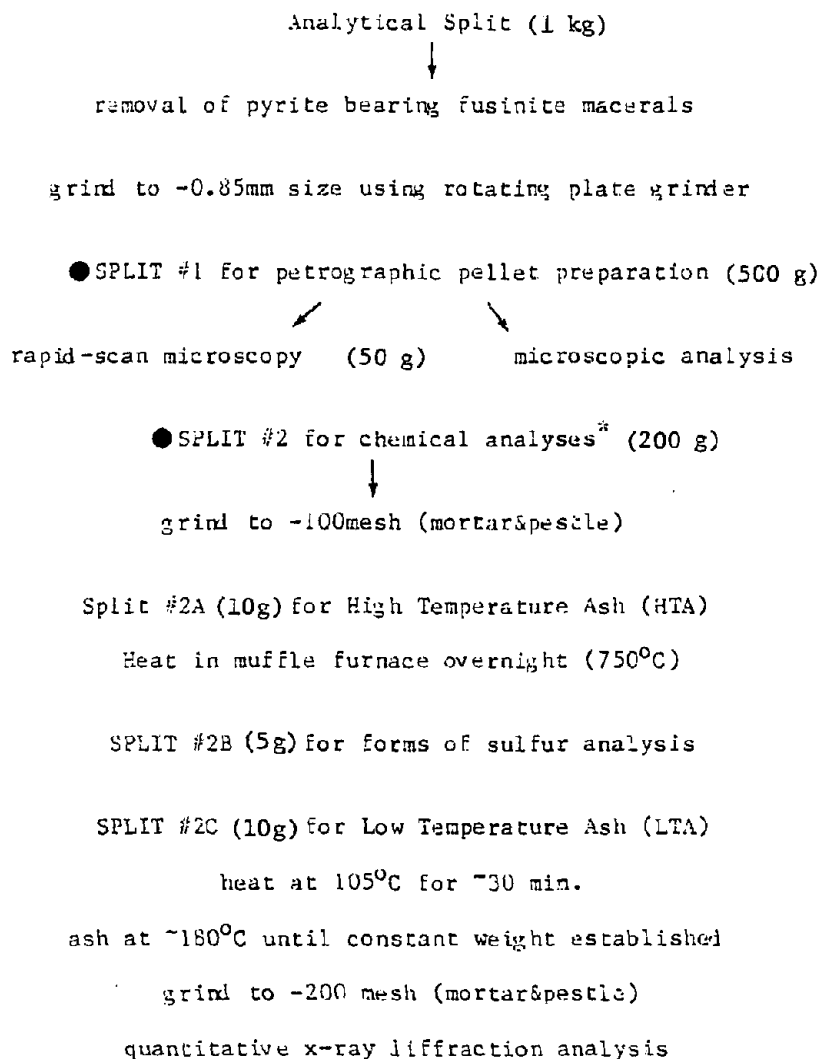 Analytical Split (1 kg)
removal of pyrite bearing fusinite macerals
grind to -0.85mm size using rotating plate grinder
●SPLIT #1 for petrographic pellet preparation (500 g)
rapid-scan microscopy (50 g) microscopic analysis
●SPLIT #2 for chemical analyses* (200 g)
grind to -100mesh (mortar&pestle)
Split #2A (10g) for High Temperature Ash (HTA)
Heat in muffle furnace overnight (750°C)
SPLIT #2B (5g) for forms of sulfur analysis
SPLIT #2C (10g) for Low Temperature Ash (LTA)
heat at 105°C for ~30 min.
ash at ~180°C until constant weight established
grind to -200 mesh (mortar&pestle)
quantitative x-ray liffraction analysis